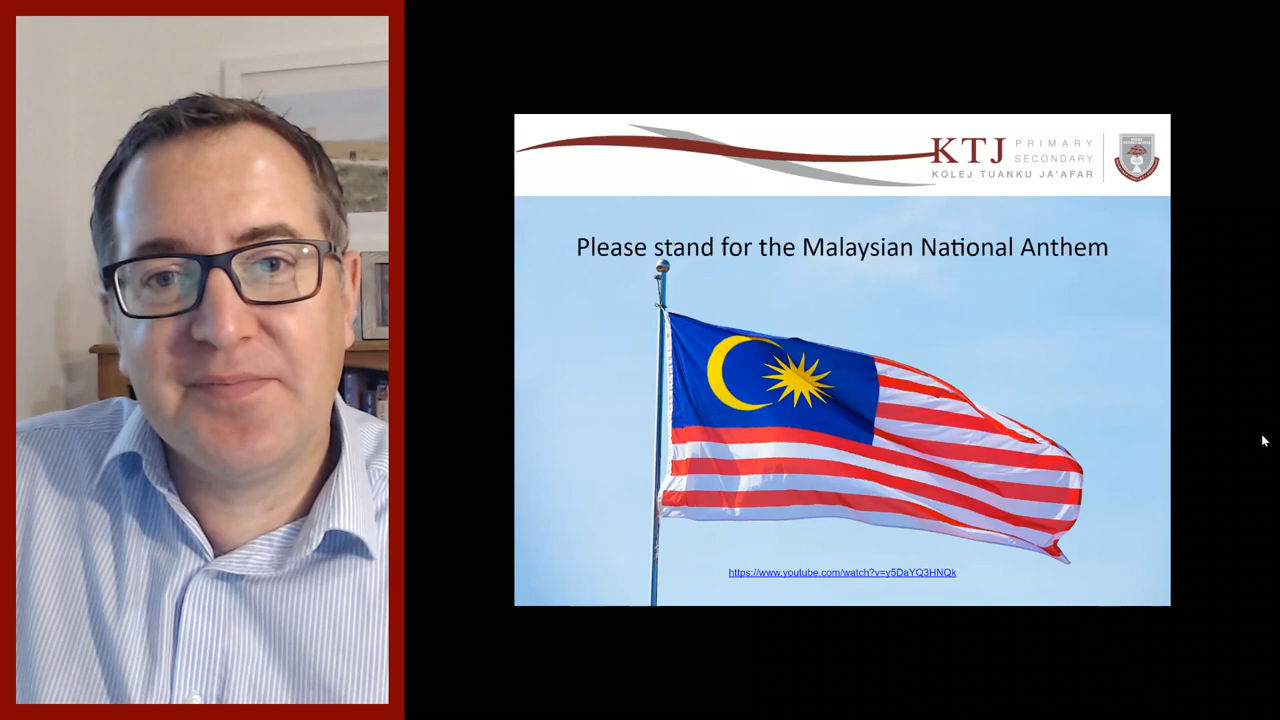 KTJ PRIMARY
SECONDARY
KOLEJ TUANKU JA'AFAR
Please stand for the Malaysian National Anthem
https://www.youtube.com/watch?v=y5DaYQ3HNQk